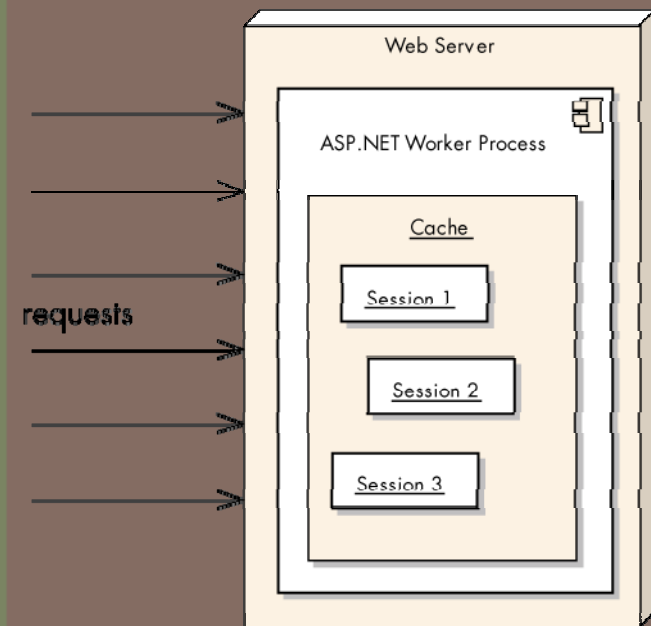 Web Server
ASP.NET Worker Process
Cache
Session 1
requests
Session 2
Session 3